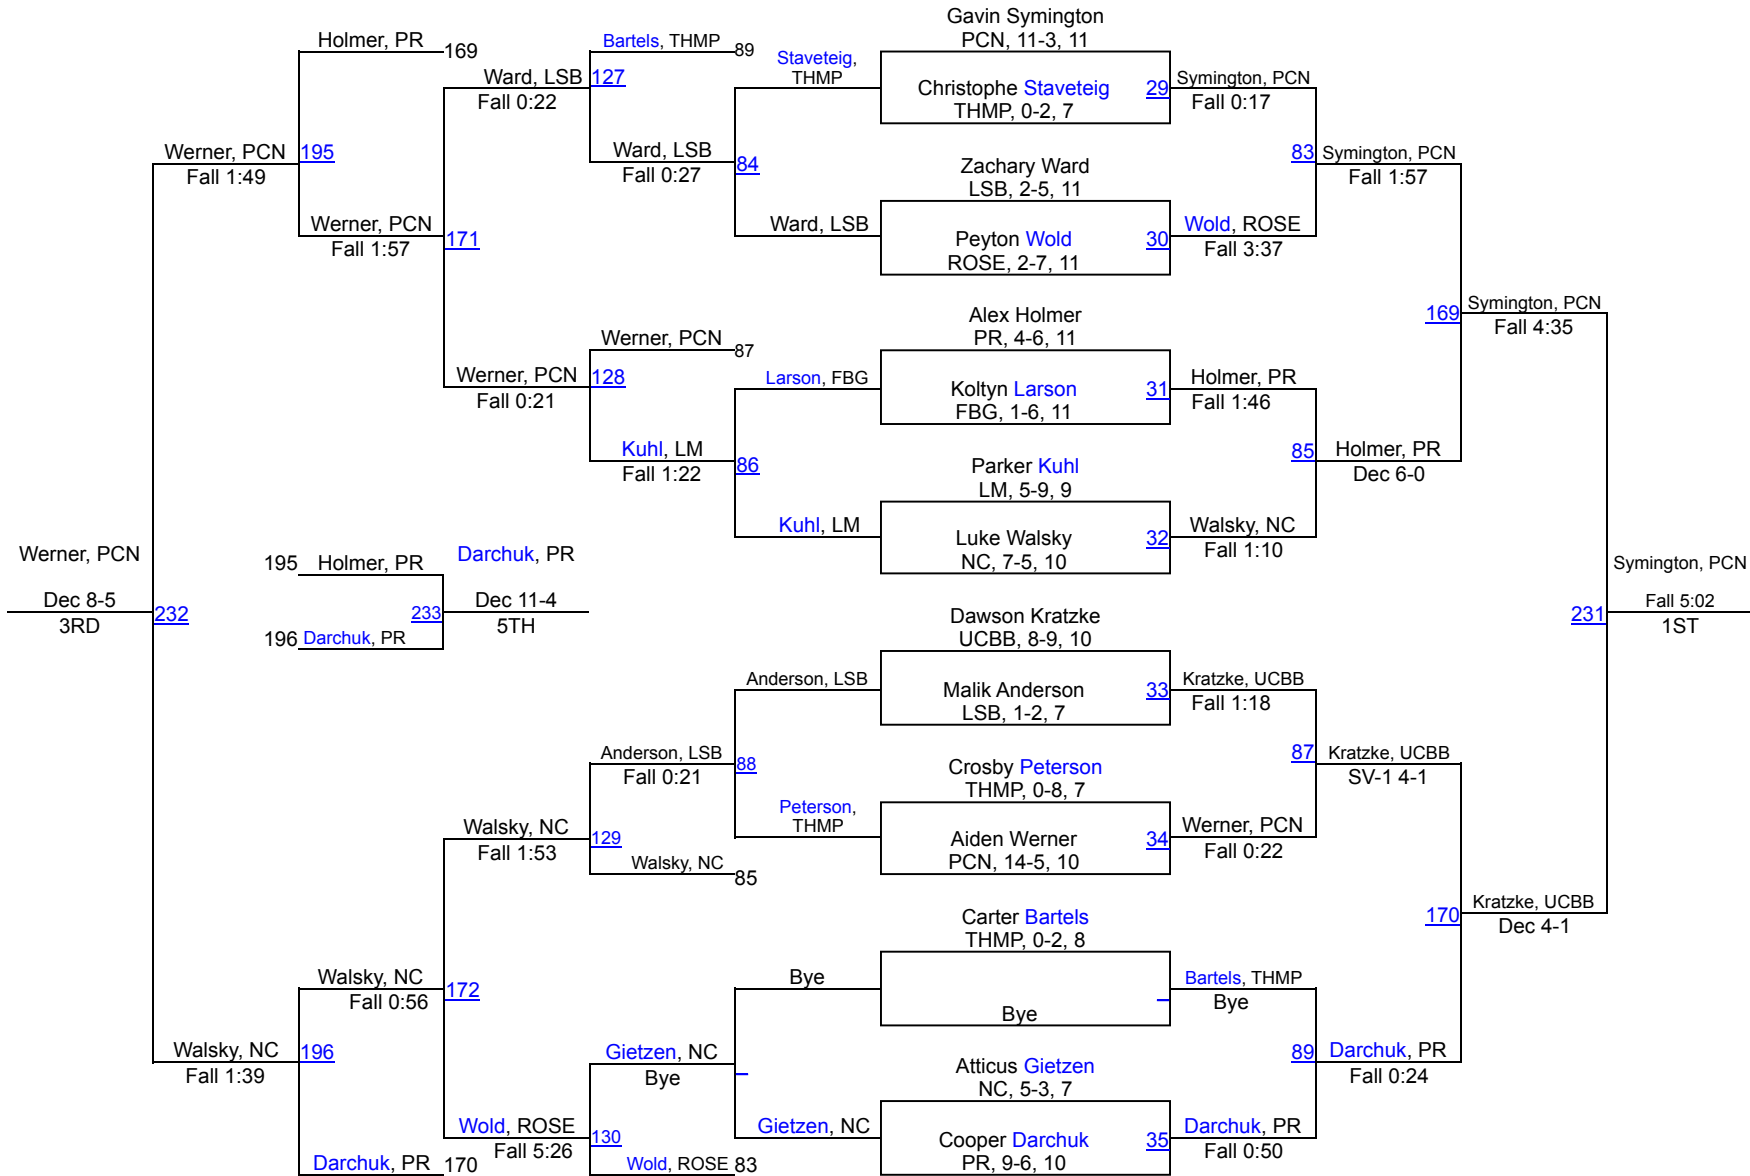 Gavin Symington
PCN, 11-3, 11
Holmer, PR 169
Bartels, THMP 89
Staveteig,
THMP
Ward, LSB 127
Fall 0:22
Christophe Staveteig 29
THMP, 0-2, 7
Symington, PCN
Fall 0:17
Werner, PCN 195
Fall 1:49
Ward, LSB 84
Fall 0:27
Zachary Ward
LSB, 2-5, 11
83 Symington, PCN
Fall 1:57
Werner, PCN 171
Fall 1:57
Ward, LSB
Peyton Wold 30
ROSE, 2-7, 11
Wold, ROSE
Fall 3:37
Alex Holmer
PR, 4-6, 11
169 Symington, PCN
Fall 4:35
Werner, PCN 87
Werner, PCN 128
Fall 0:21
Larson, FBG
Koltyn Larson 31
FBG, 1-6, 11
Holmer, PR
Fall 1:46
Kuhl, LM 86
Fall 1:22
Parker Kuhl
LM, 5-9, 9
85 Holmer, PR
Dec 6-0
Kuhl, LM
Luke Walsky 32
NC, 7-5, 10
Walsky, NC
Fall 1:10
Werner, PCN
Dec 8-5 232
3RD
195 Holmer, PR
Darchuk, PR
233 Dec 11-4
5TH
196 Darchuk, PR
Symington, PCN
231 Fall 5:02
1ST
Dawson Kratzke
UCBB, 8-9, 10
Anderson, LSB
Malik Anderson 33
LSB, 1-2, 7
Kratzke, UCBB
Fall 1:18
Anderson, LSB 88
Fall 0:21
Crosby Peterson
THMP, 0-8, 7
87 Kratzke, UCBB
SV-1 4-1
Peterson,
THMP
Walsky, NC 129
Fall 1:53
Aiden Werner 34
PCN, 14-5, 10
Werner, PCN
Fall 0:22
Walsky, NC 85
Carter Bartels
THMP, 0-2, 8
170 Kratzke, UCBB
Dec 4-1
Walsky, NC 172
Fall 0:56
Bye
Bye
Bartels, THMP
Bye
Walsky, NC 196
Fall 1:39
Gietzen, NC
Bye
Atticus Gietzen
NC, 5-3, 7
89 Darchuk, PR
Fall 0:24
Wold, ROSE 130
Fall 5:26
Gietzen, NC
Cooper Darchuk 35
PR, 9-6, 10
Darchuk, PR
Fall 0:50
Darchuk, PR 170
Wold, ROSE 83